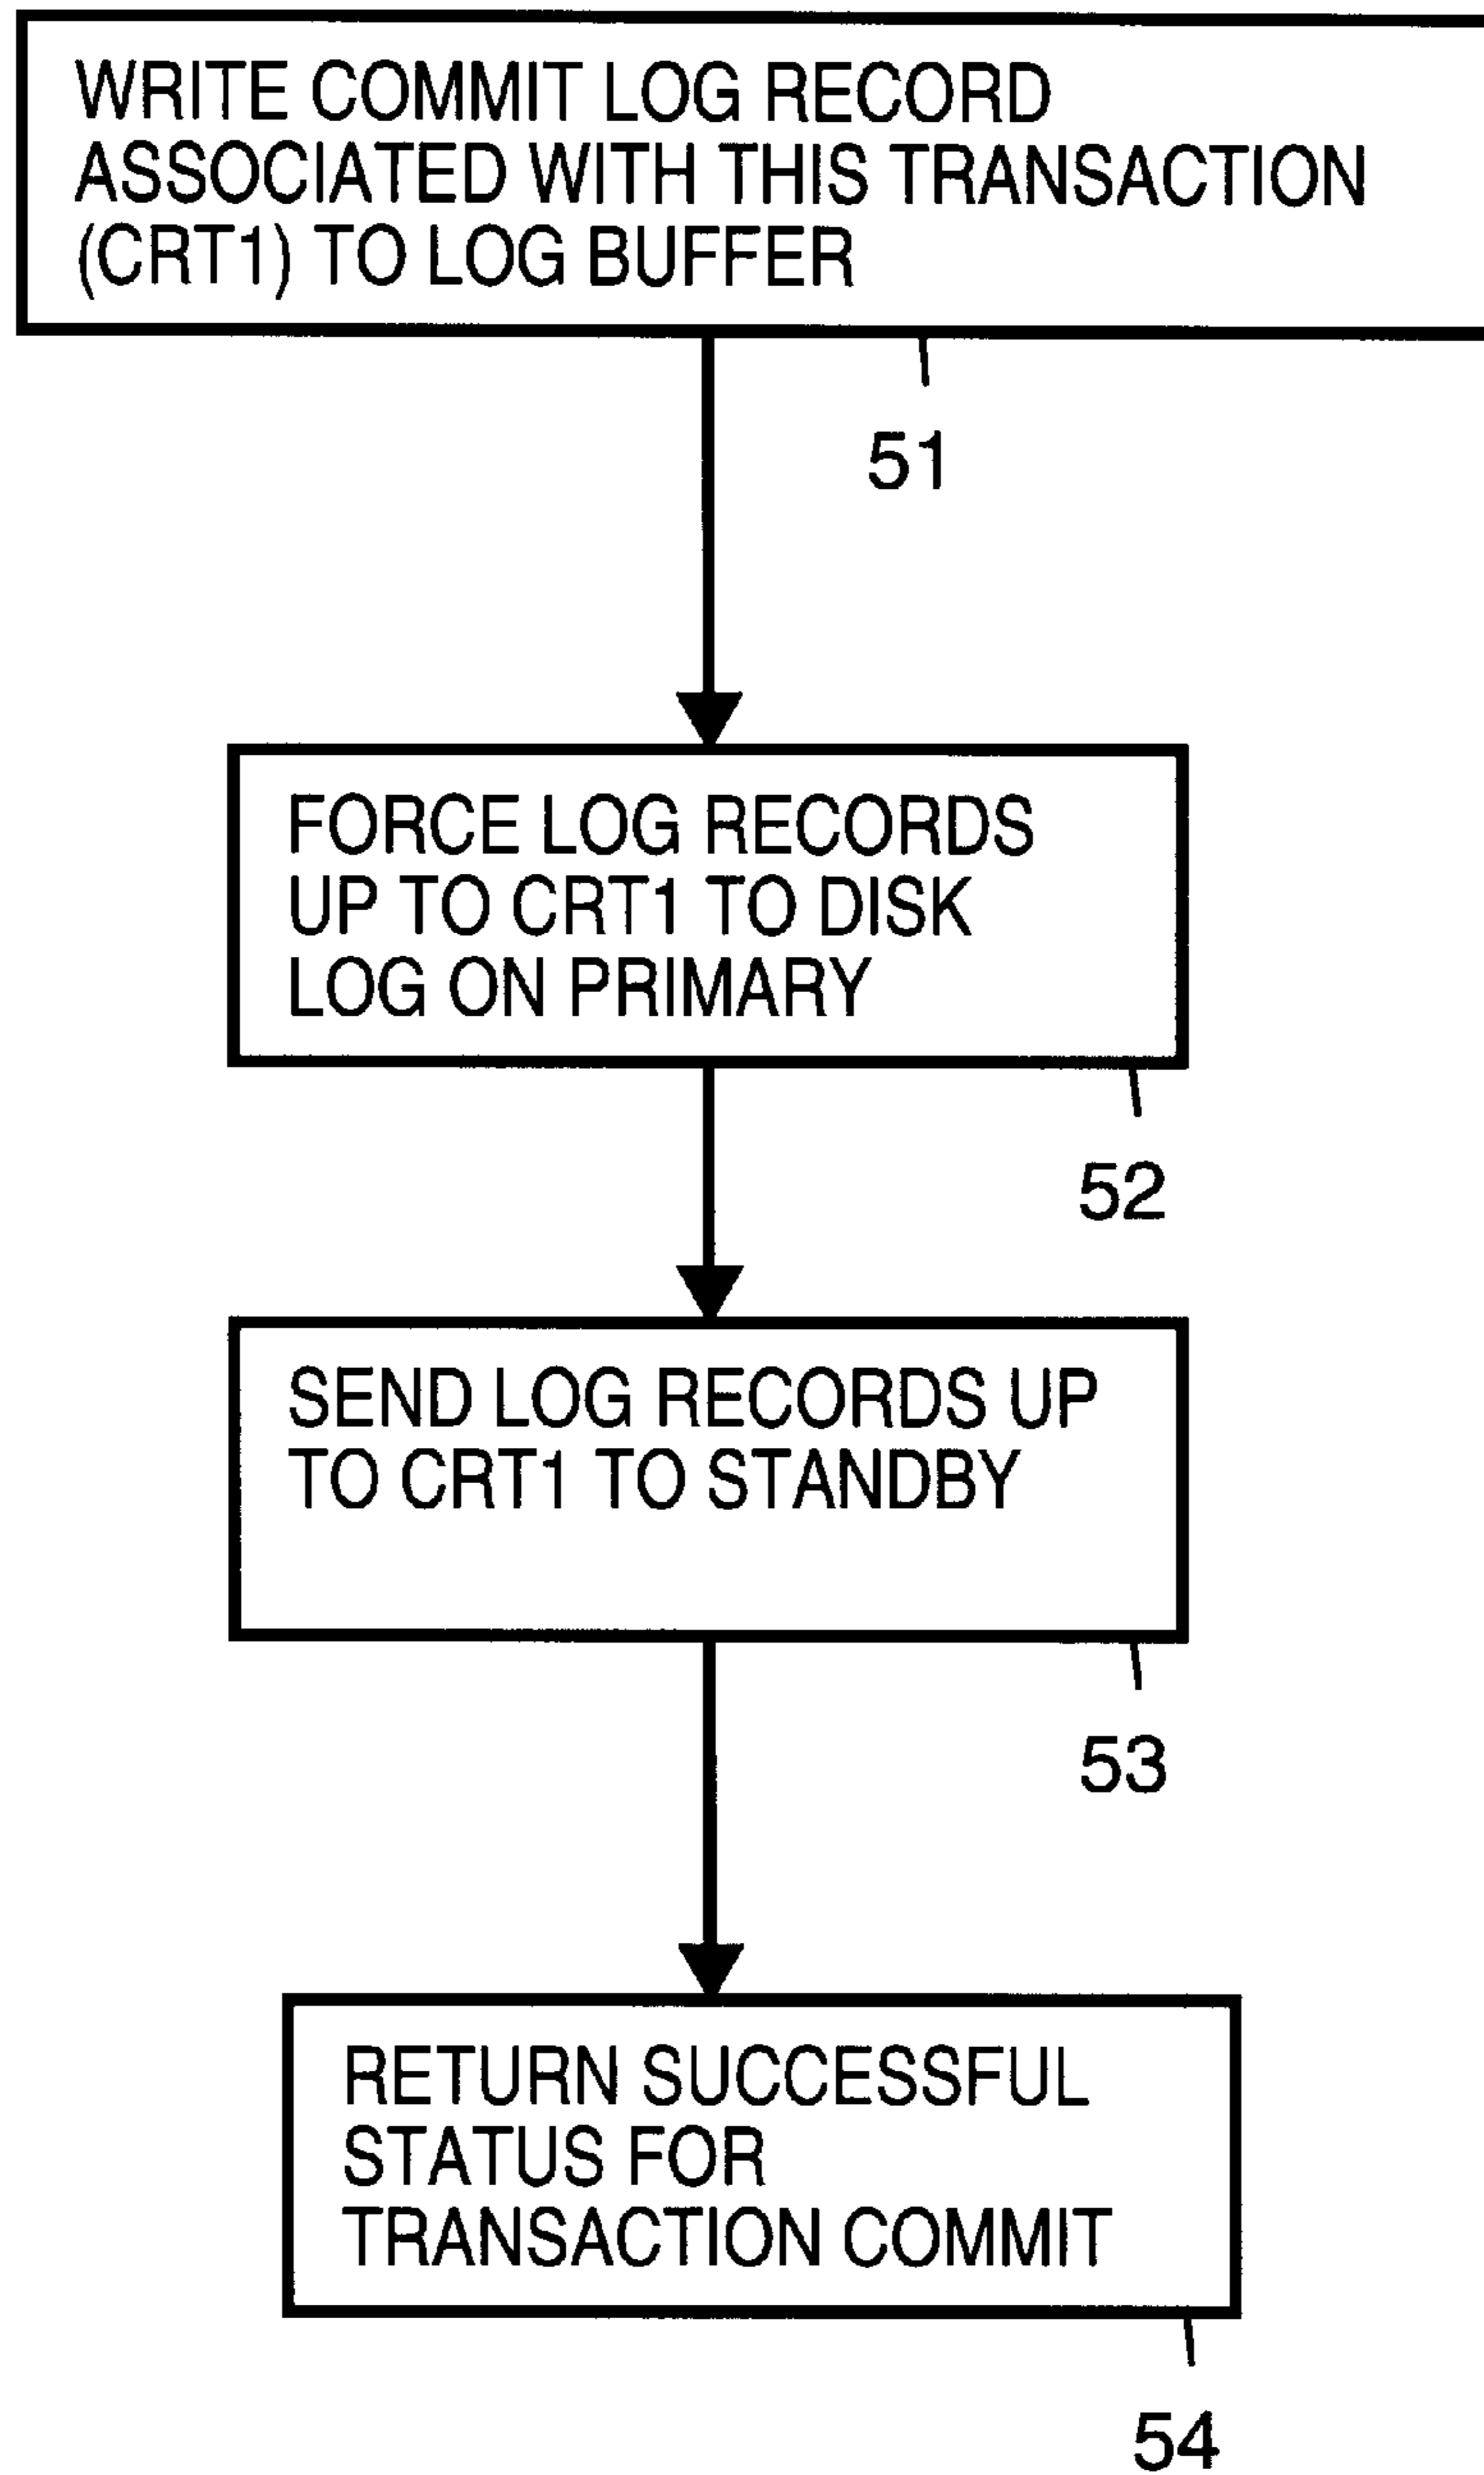 WRITE COMMIT LOG RECORD
ASSOCIATED WITH THIS TRANSACTION
(CRT1) TO LOG BUFFER
51
FORCE LOG RECORDS
UP TO CRT1 TO DISK
LOG ON PRIMARY
52
SEND LOG RECORDS UP
TO CRT1 TO STANDBY
53
RETURN SUCCESSFUL
STATUS FOR
TRANSACTION COMMIT
54